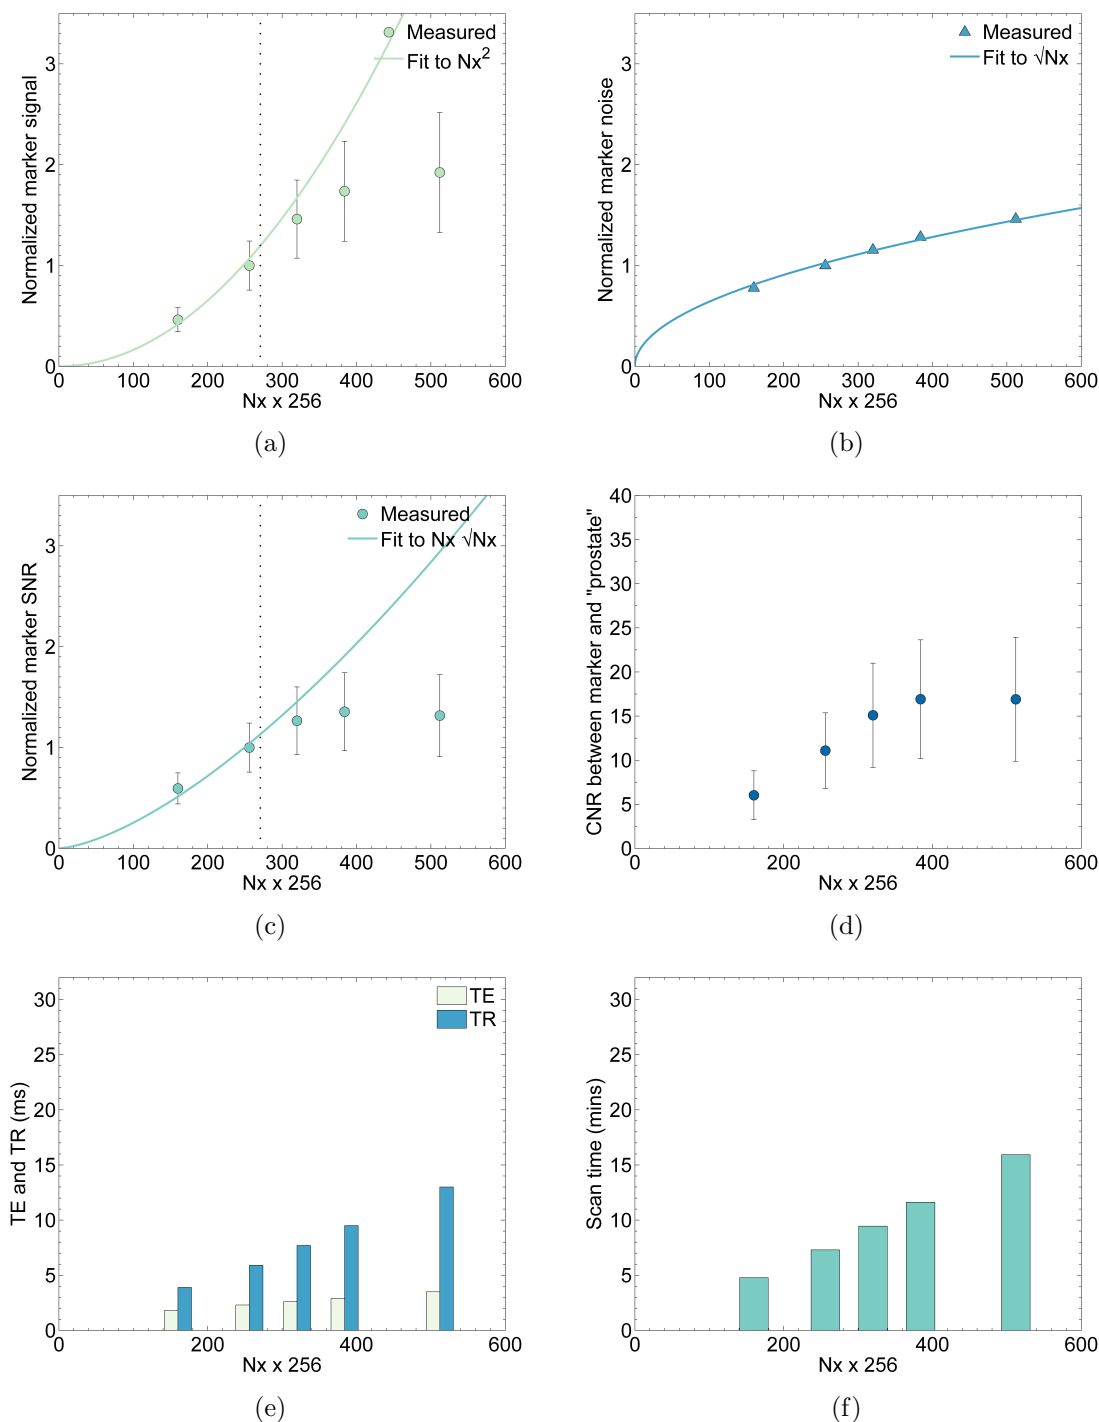 Normalized marker signal
3
2
1
0
0 100 200 300 400 500 600
Nx x 256
Measured
Fit to Nx²
(a)
Normalized marker noise
3
2
1
0
0 100 200 300 400 500 600
Nx x 256
Measured
Fit to √Nx
(b)
Normalized marker SNR
3
2
1
0
0 100 200 300 400 500 600
Nx x 256
Measured
Fit to Nx √Nx
(c)
CNR between marker and "prostate"
40
35
30
25
20
15
10
5
0
0 200 400 600
Nx x 256
(d)
TE and TR (ms)
30
25
20
15
10
5
0
0 200 400 600
Nx x 256
TE
TR
(e)
Scan time (mins)
30
25
20
15
10
5
0
0 200 400 600
Nx x 256
(f)